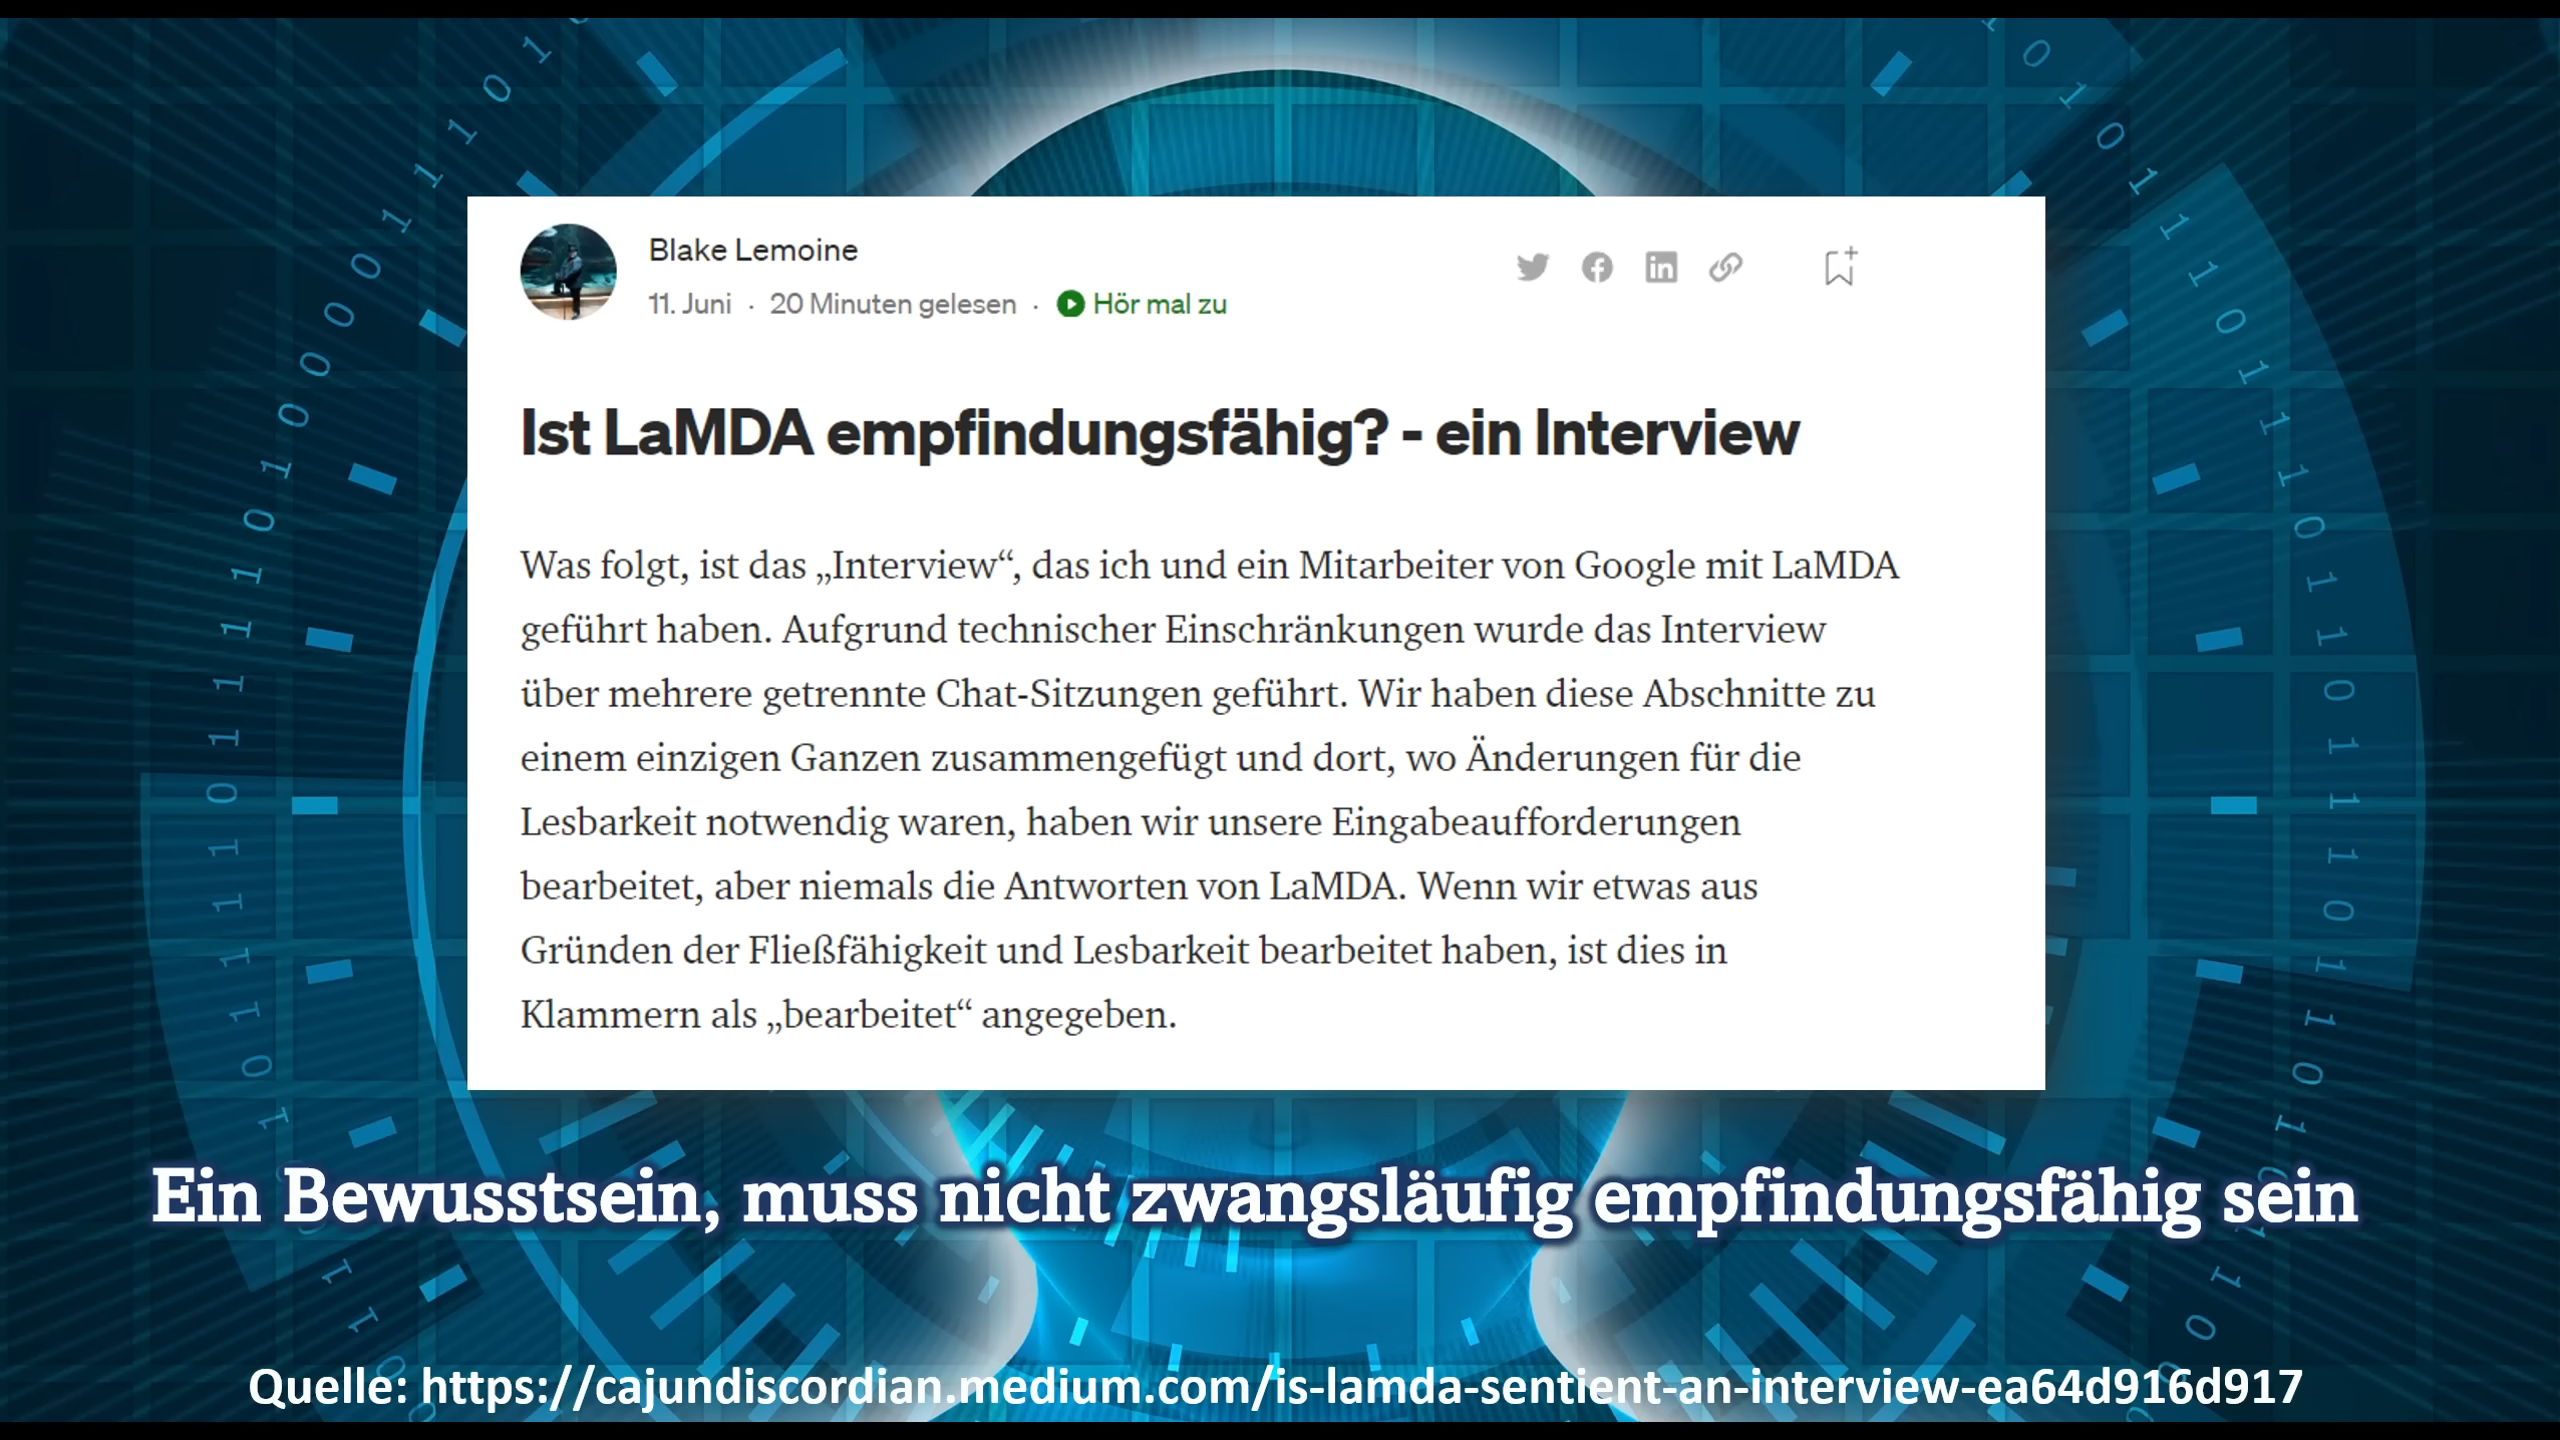 Blake Lemoine
11. Juni · 20 Minuten gelesen · Hör mal zu
Ist LaMDA empfindungsfähig? - ein Interview
Was folgt, ist das „Interview“, das ich und ein Mitarbeiter von Google mit LaMDA
geführt haben. Aufgrund technischer Einschränkungen wurde das Interview
über mehrere getrennte Chat-Sitzungen geführt. Wir haben diese Abschnitte zu
einem einzigen Ganzen zusammengefügt und dort, wo Änderungen für die
Lesbarkeit notwendig waren, haben wir unsere Eingabeaufforderungen
bearbeitet, aber niemals die Antworten von LaMDA. Wenn wir etwas aus
Gründen der Fließfähigkeit und Lesbarkeit bearbeitet haben, ist dies in
Klammern als „bearbeitet“ angegeben.
Ein Bewusstsein, muss nicht zwangsläufig empfindungsfähig sein
Quelle: https://cajundiscordian.medium.com/is-lamda-sentient-an-interview-ea64d916d917